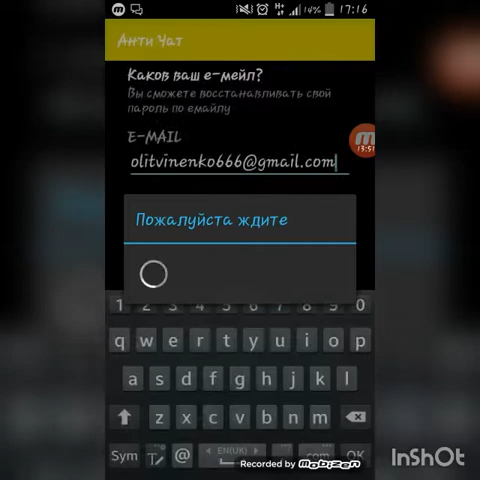 14% 17:16
Анти Чат
Каков ваш е-мейл?
Вы сможете восстанавливать свой
пароль по емайлу
E-MAIL
13:51
olitvinenko666@gmail.com
Пожалуйста ждите
1 2 3 4 5 6 7 8 9 0
q w e r t y u i o p
a s d f g h j k l
z x c v b n m
Sym T @ EN(UK) .com OK
Recorded by mobizen
InShOt